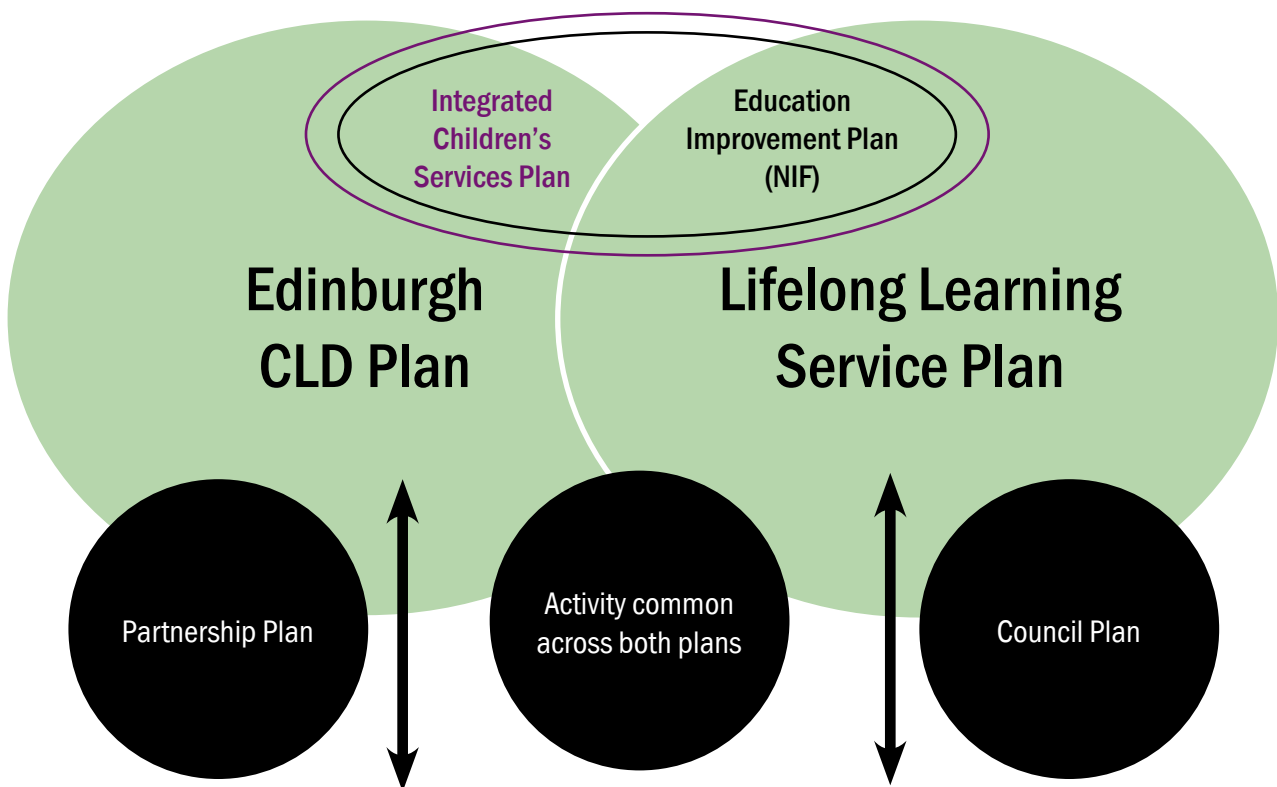 Integrated
Children’s
Services Plan
Education
Improvement Plan
(NIF)
Edinburgh
CLD Plan
Lifelong Learning
Service Plan
Partnership Plan
Activity common
across both plans
Council Plan